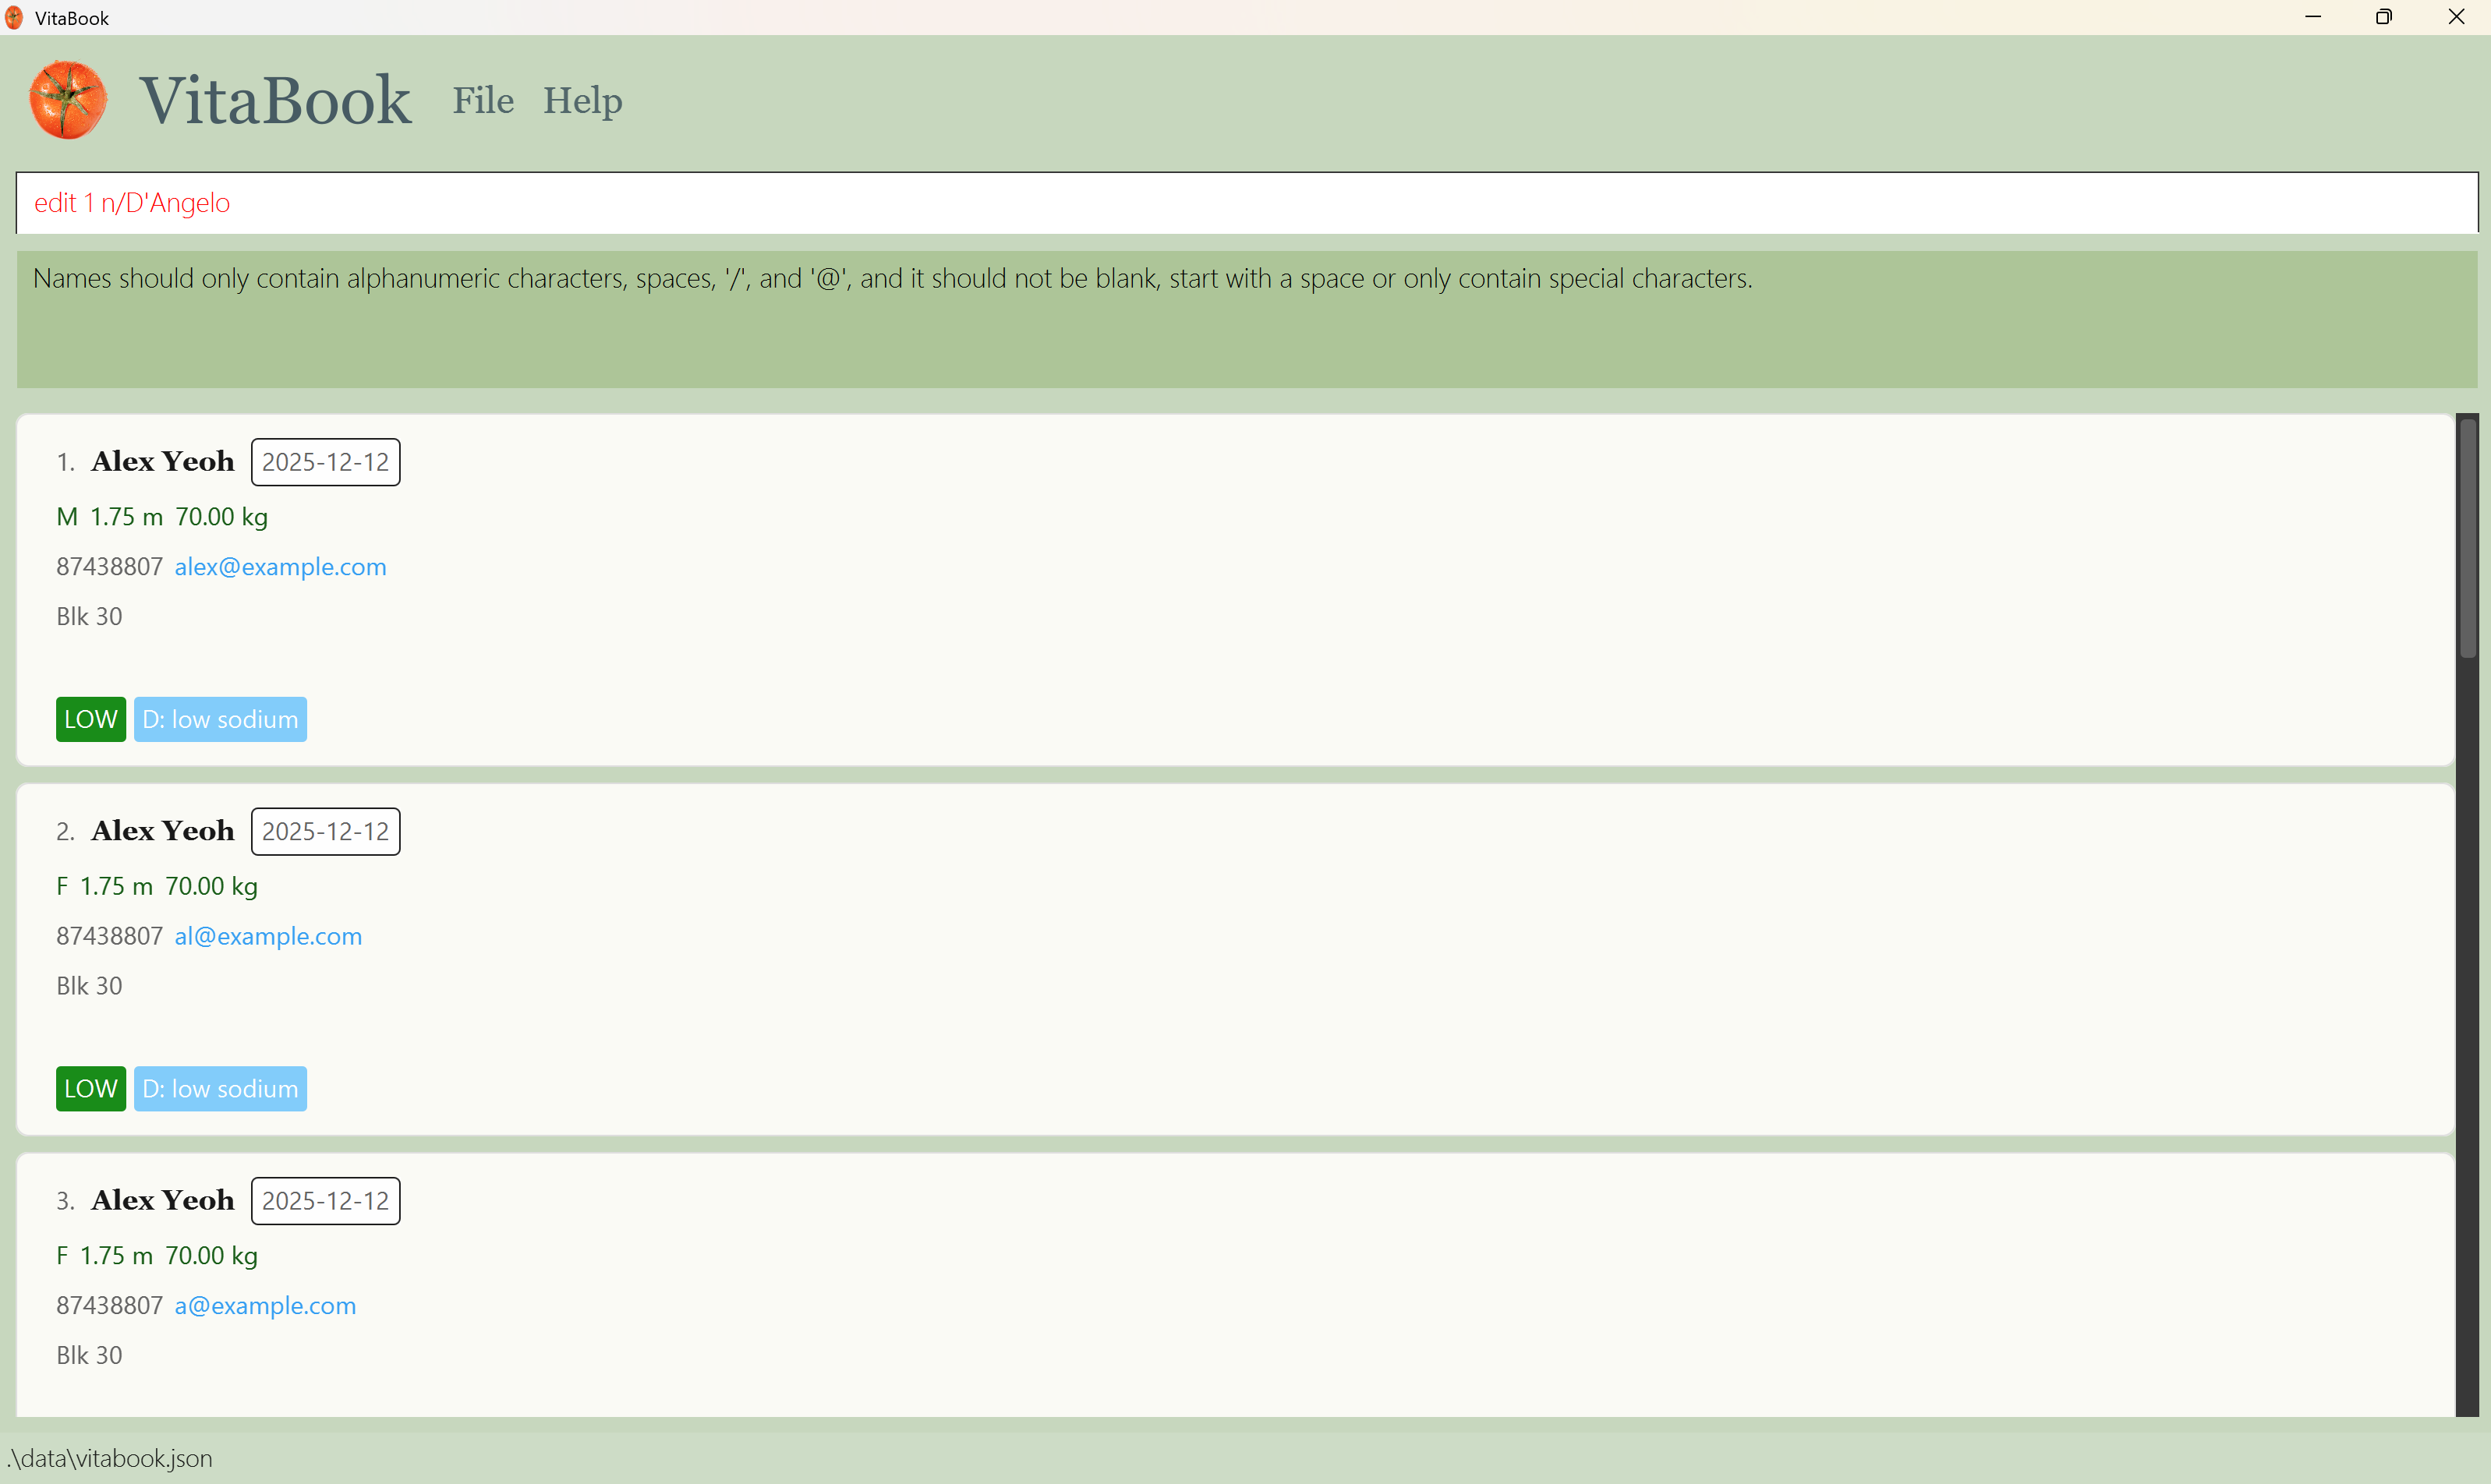 VitaBook
VitaBook File Help
edit 1 n/D'Angelo
Names should only contain alphanumeric characters, spaces, '/', and '@', and it should not be blank, start with a space or only contain special characters.
1. Alex Yeoh 2025-12-12
M 1.75 m 70.00 kg
87438807 alex@example.com
Blk 30
LOW D: low sodium
2. Alex Yeoh 2025-12-12
F 1.75 m 70.00 kg
87438807 al@example.com
Blk 30
LOW D: low sodium
3. Alex Yeoh 2025-12-12
F 1.75 m 70.00 kg
87438807 a@example.com
Blk 30
.\data\vitabook.json